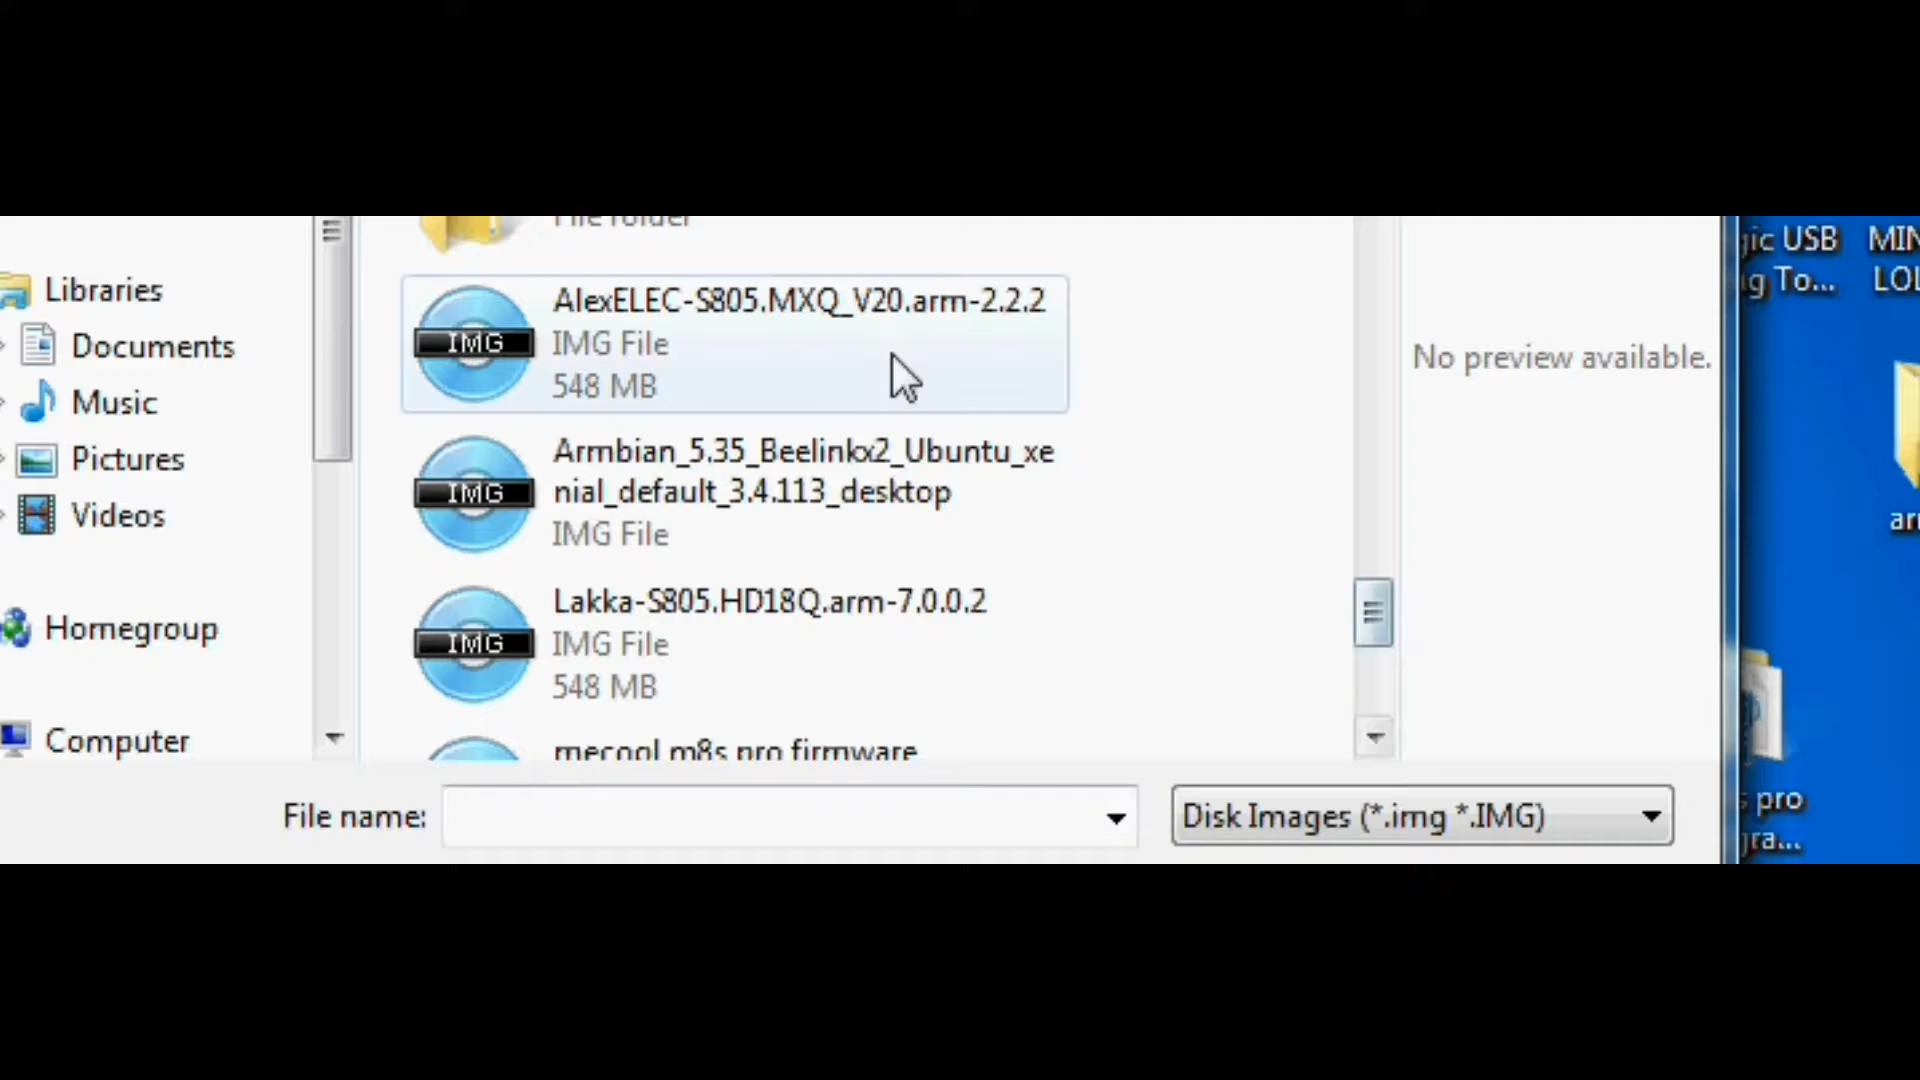 File folder
Libraries
Documents
Music
Pictures
Videos
Homegroup
Computer
AlexELEC-S805.MXQ_V20.arm-2.2.2
IMG
IMG File
548 MB
Armbian_5.35_Beelinkx2_Ubuntu_xe
nial_default_3.4.113_desktop
IMG
IMG File
Lakka-S805.HD18Q.arm-7.0.0.2
IMG
IMG File
548 MB
mecool m8s pro firmware
No preview available.
File name:
Disk Images (*.img *.IMG)
gic USB
g To...
MIN
LOL
ar
s pro
gra...